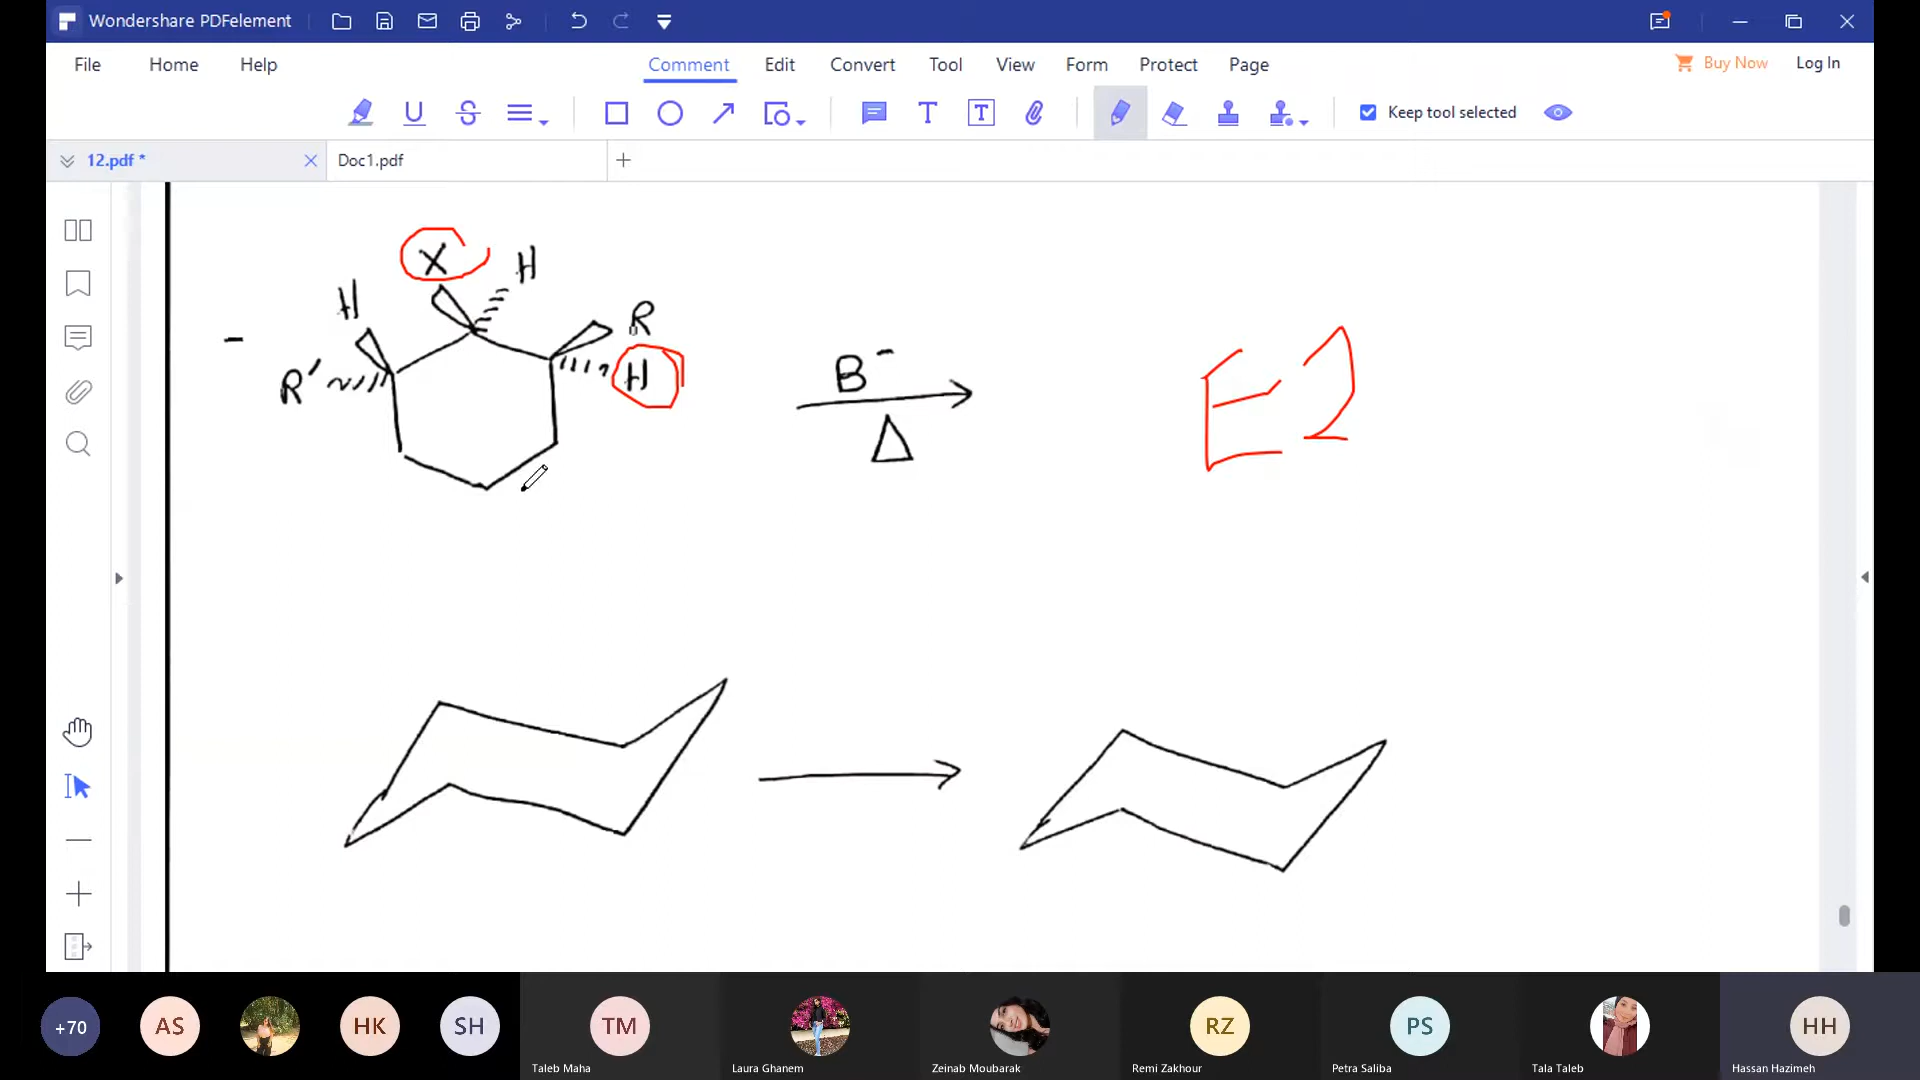 Wondershare PDFelement
File Home Help Comment Edit Convert Tool View Form Protect Page Buy Now Log In
Keep tool selected
12.pdf * Doc1.pdf
X
H
H
R
R'
H
B⁻
Δ
E2
+70 AS HK SH TM RZ PS HH
Taleb Maha Laura Ghanem Zeinab Moubarak Remi Zakhour Petra Saliba Tala Taleb Hassan Hazimeh